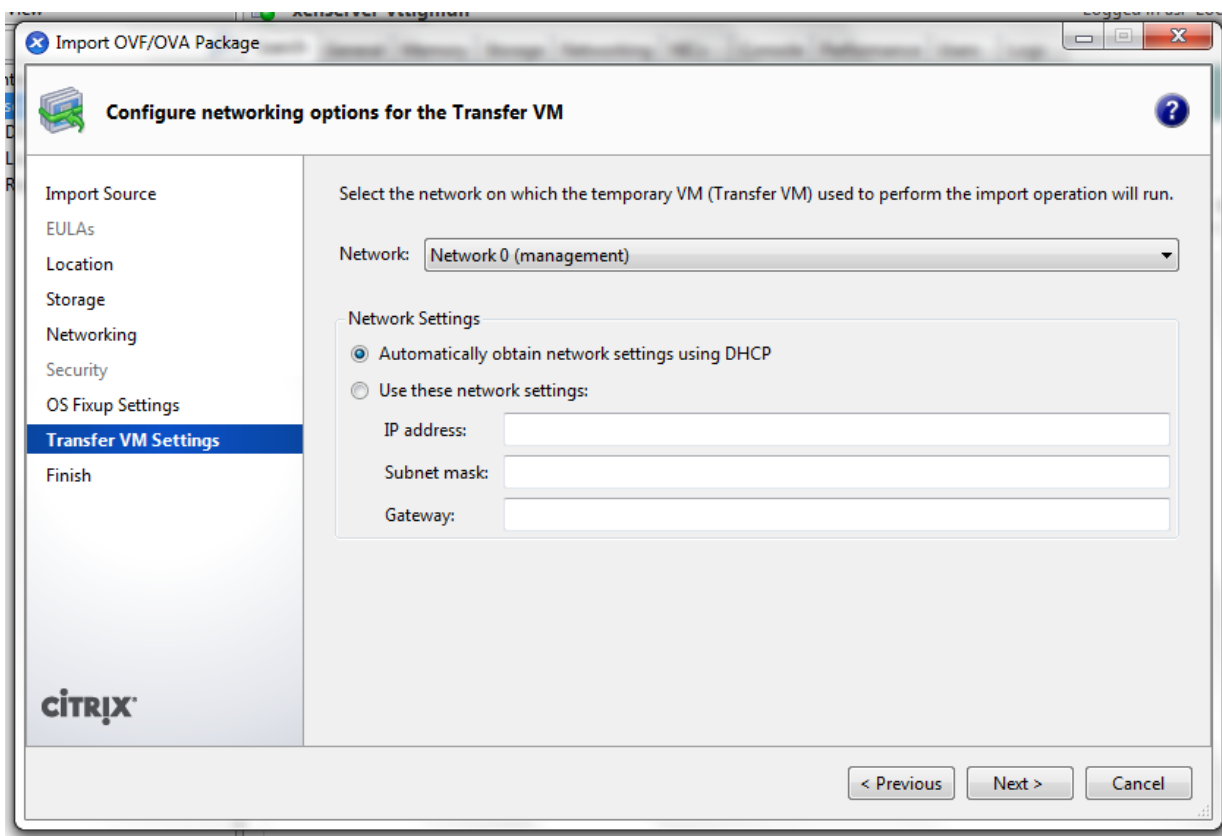 Import OVF/OVA Package
Configure networking options for the Transfer VM
?
Import Source
EULAs
Location
Storage
Networking
Security
OS Fixup Settings
Transfer VM Settings
Finish
CİTRIX
Select the network on which the temporary VM (Transfer VM) used to perform the import operation will run.
Network:
Network 0 (management)
Network Settings
Automatically obtain network settings using DHCP
Use these network settings:
IP address:
Subnet mask:
Gateway:
< Previous
Next >
Cancel